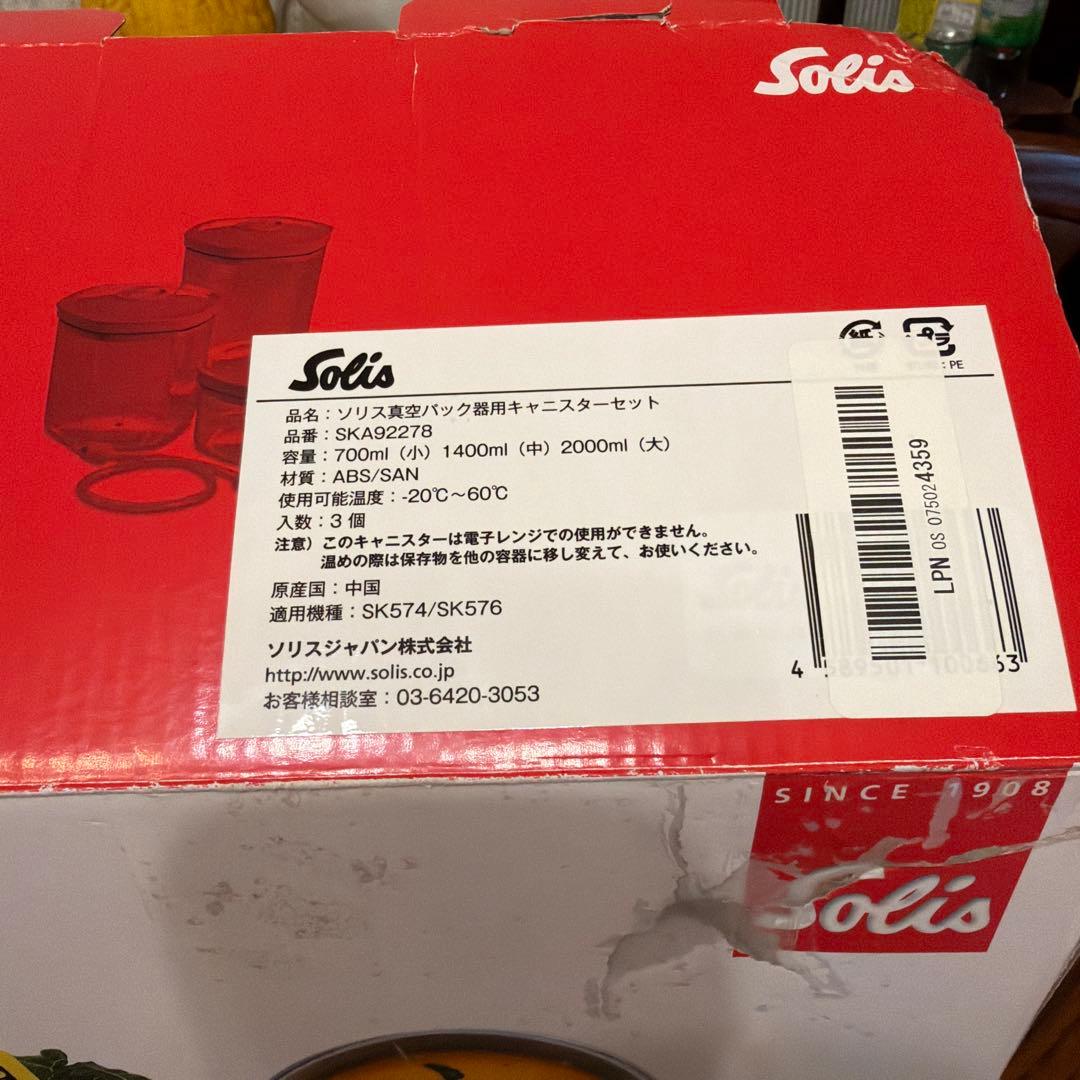 Solis
Solis
紙
プラ
: PE
品名：ソリス真空パック器用キャニスターセット
品番：SKA92278
容量：700ml（小）1400ml（中）2000ml（大）
材質：ABS/SAN
使用可能温度：-20℃～60℃
入数：3 個
注意）このキャニスターは電子レンジでの使用ができません。
温めの際は保存物を他の容器に移し変えて、お使いください。
原産国：中国
適用機種：SK574/SK576
ソリスジャパン株式会社
http://www.solis.co.jp
お客様相談室：03-6420-3053
LPN OS 075024359
4
63
SINCE 1908
Solis